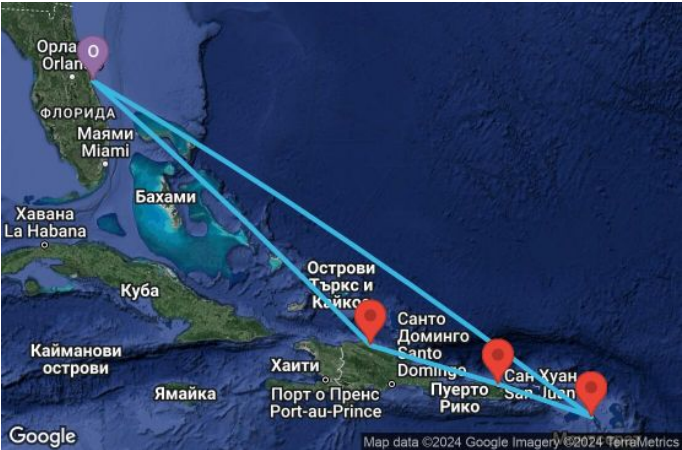 Орла
Orlan
O
ФЛОРИДА
Маями
Miami
Бахами
Хавана
La Habana
Куба
Острови
Търкс и
Кайкос
Санто
Доминго
Santo
Domingo
Кайманови
острови
Хаити
Сан Хуан
San Juan
Пуерто
Рико
Ямайка
Порт о Пренс
Port-au-Prince
Google
Map data ©2024 Google Imagery ©2024 TerraMetrics